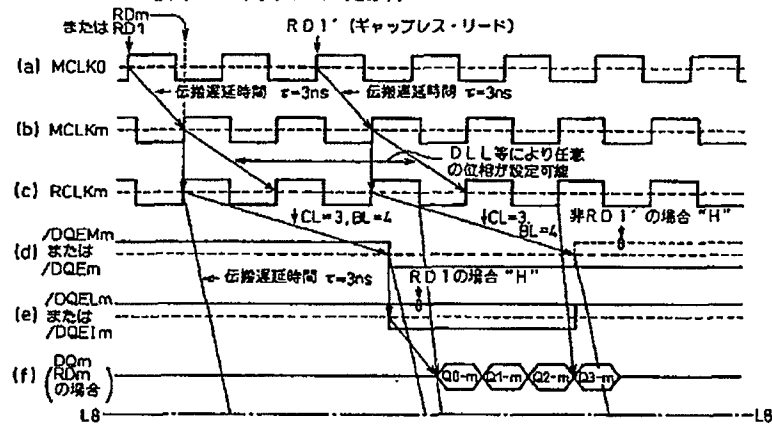 RDm
または RD1
RD1′ (ギャップレス・リード)
(a) MCLK0
伝搬遅延時間 τ=3ns
伝搬遅延時間 τ=3ns
(b) MCLKm
DLL等により任意
の位相が設定可能
(c) RCLKm
CL=3, BL=4
CL=3,
BL=4
非RD1′の場合 "H"
/DQEMm
(d) または
/DQEm
伝搬遅延時間 τ=3ns
RD1の場合 "H"
/DQELm
(e) または
/DQEIm
DQm
(f) (RDm
の場合)
Q0-m Q1-m Q2-m Q3-m
L8 L8